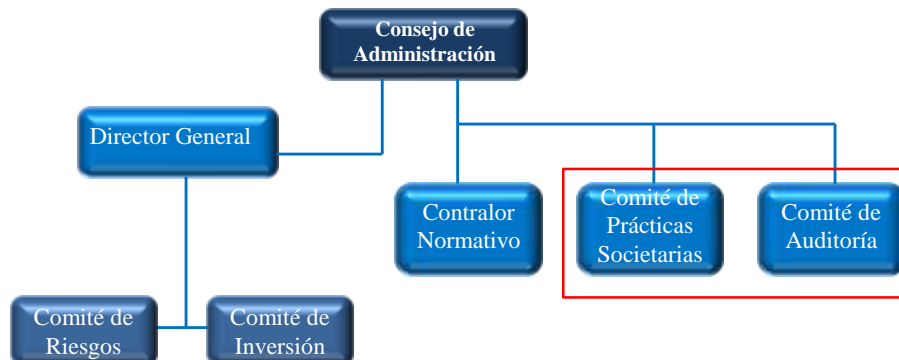 Consejo de
Administración
Director General
Contralor
Normativo
Comité de
Prácticas
Societarias
Comité de
Auditoría
Comité de
Riesgos
Comité de
Inversión